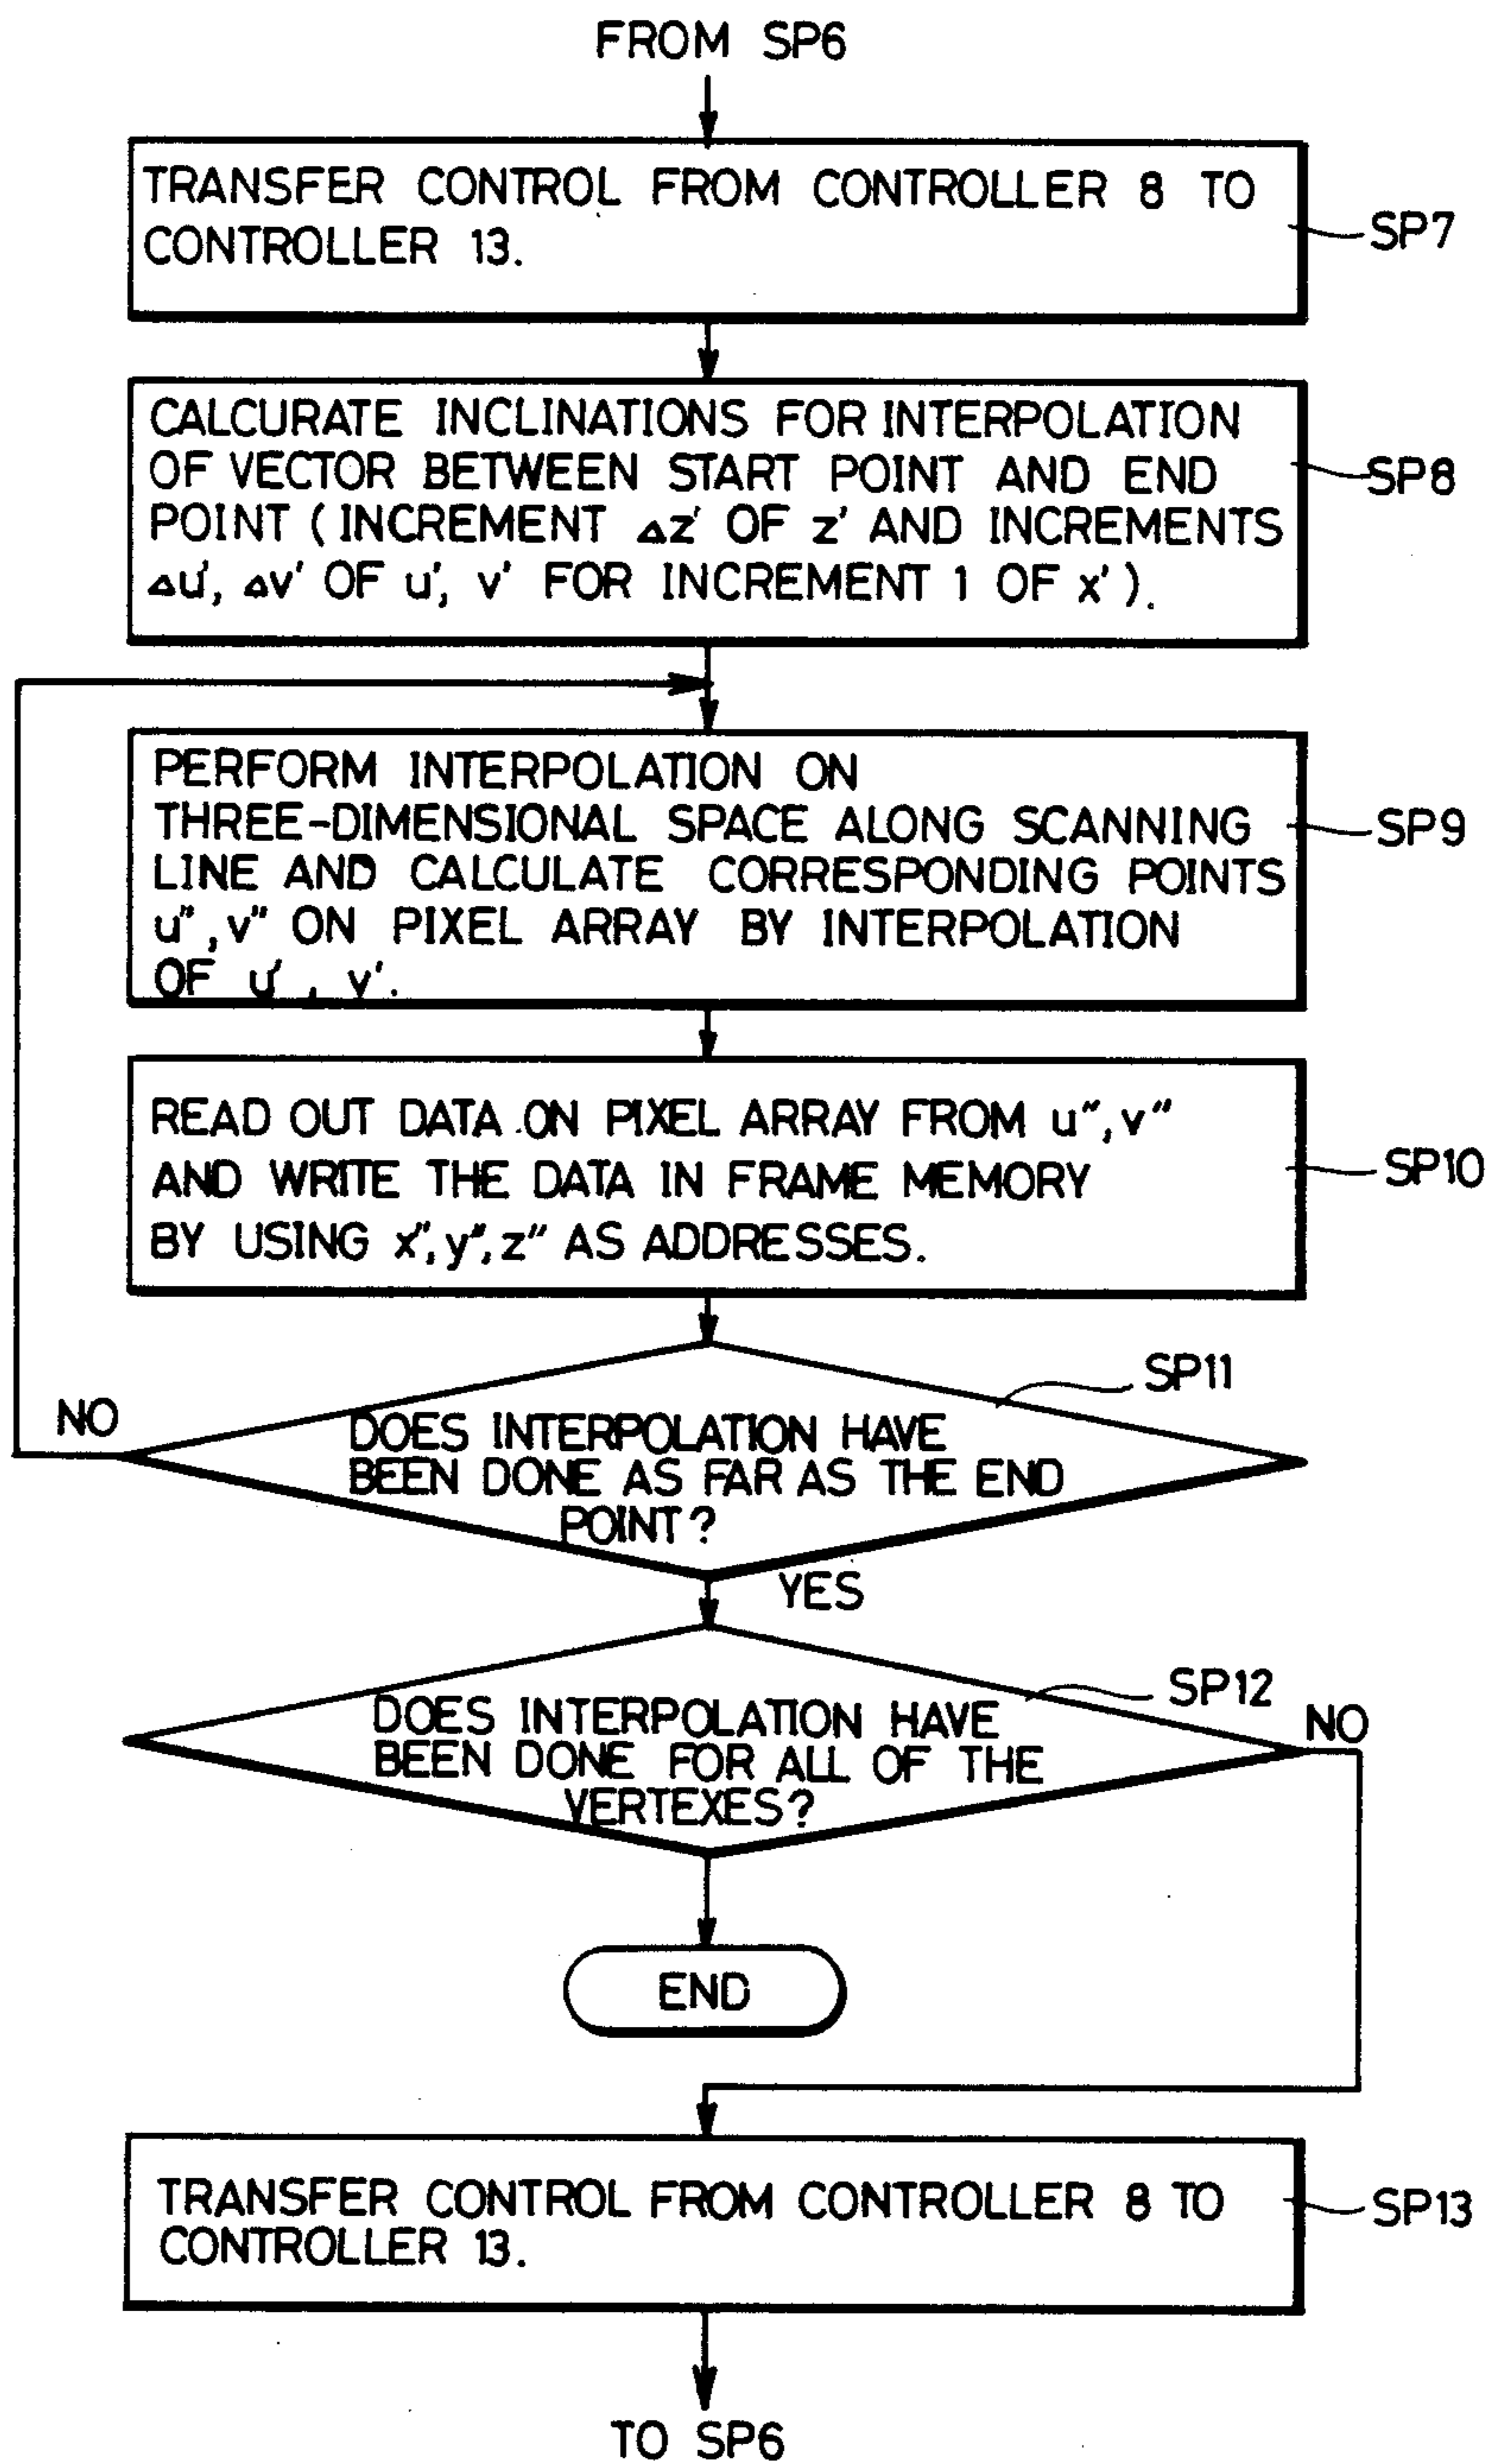 FROM SP6
TRANSFER CONTROL FROM CONTROLLER 8 TO
CONTROLLER 13.
SP7
CALCURATE INCLINATIONS FOR INTERPOLATION
OF VECTOR BETWEEN START POINT AND END
POINT (INCREMENT Δz' OF z' AND INCREMENTS
Δu', Δv' OF u', v' FOR INCREMENT 1 OF x').
SP8
PERFORM INTERPOLATION ON
THREE-DIMENSIONAL SPACE ALONG SCANNING
LINE AND CALCULATE CORRESPONDING POINTS
u", v" ON PIXEL ARRAY BY INTERPOLATION
OF u', v'.
SP9
READ OUT DATA ON PIXEL ARRAY FROM u", v"
AND WRITE THE DATA IN FRAME MEMORY
BY USING x", y", z" AS ADDRESSES.
SP10
SP11
NO
DOES INTERPOLATION HAVE
BEEN DONE AS FAR AS THE END
POINT?
YES
SP12
NO
DOES INTERPOLATION HAVE
BEEN DONE FOR ALL OF THE
VERTEXES?
END
TRANSFER CONTROL FROM CONTROLLER 8 TO
CONTROLLER 13.
SP13
TO SP6